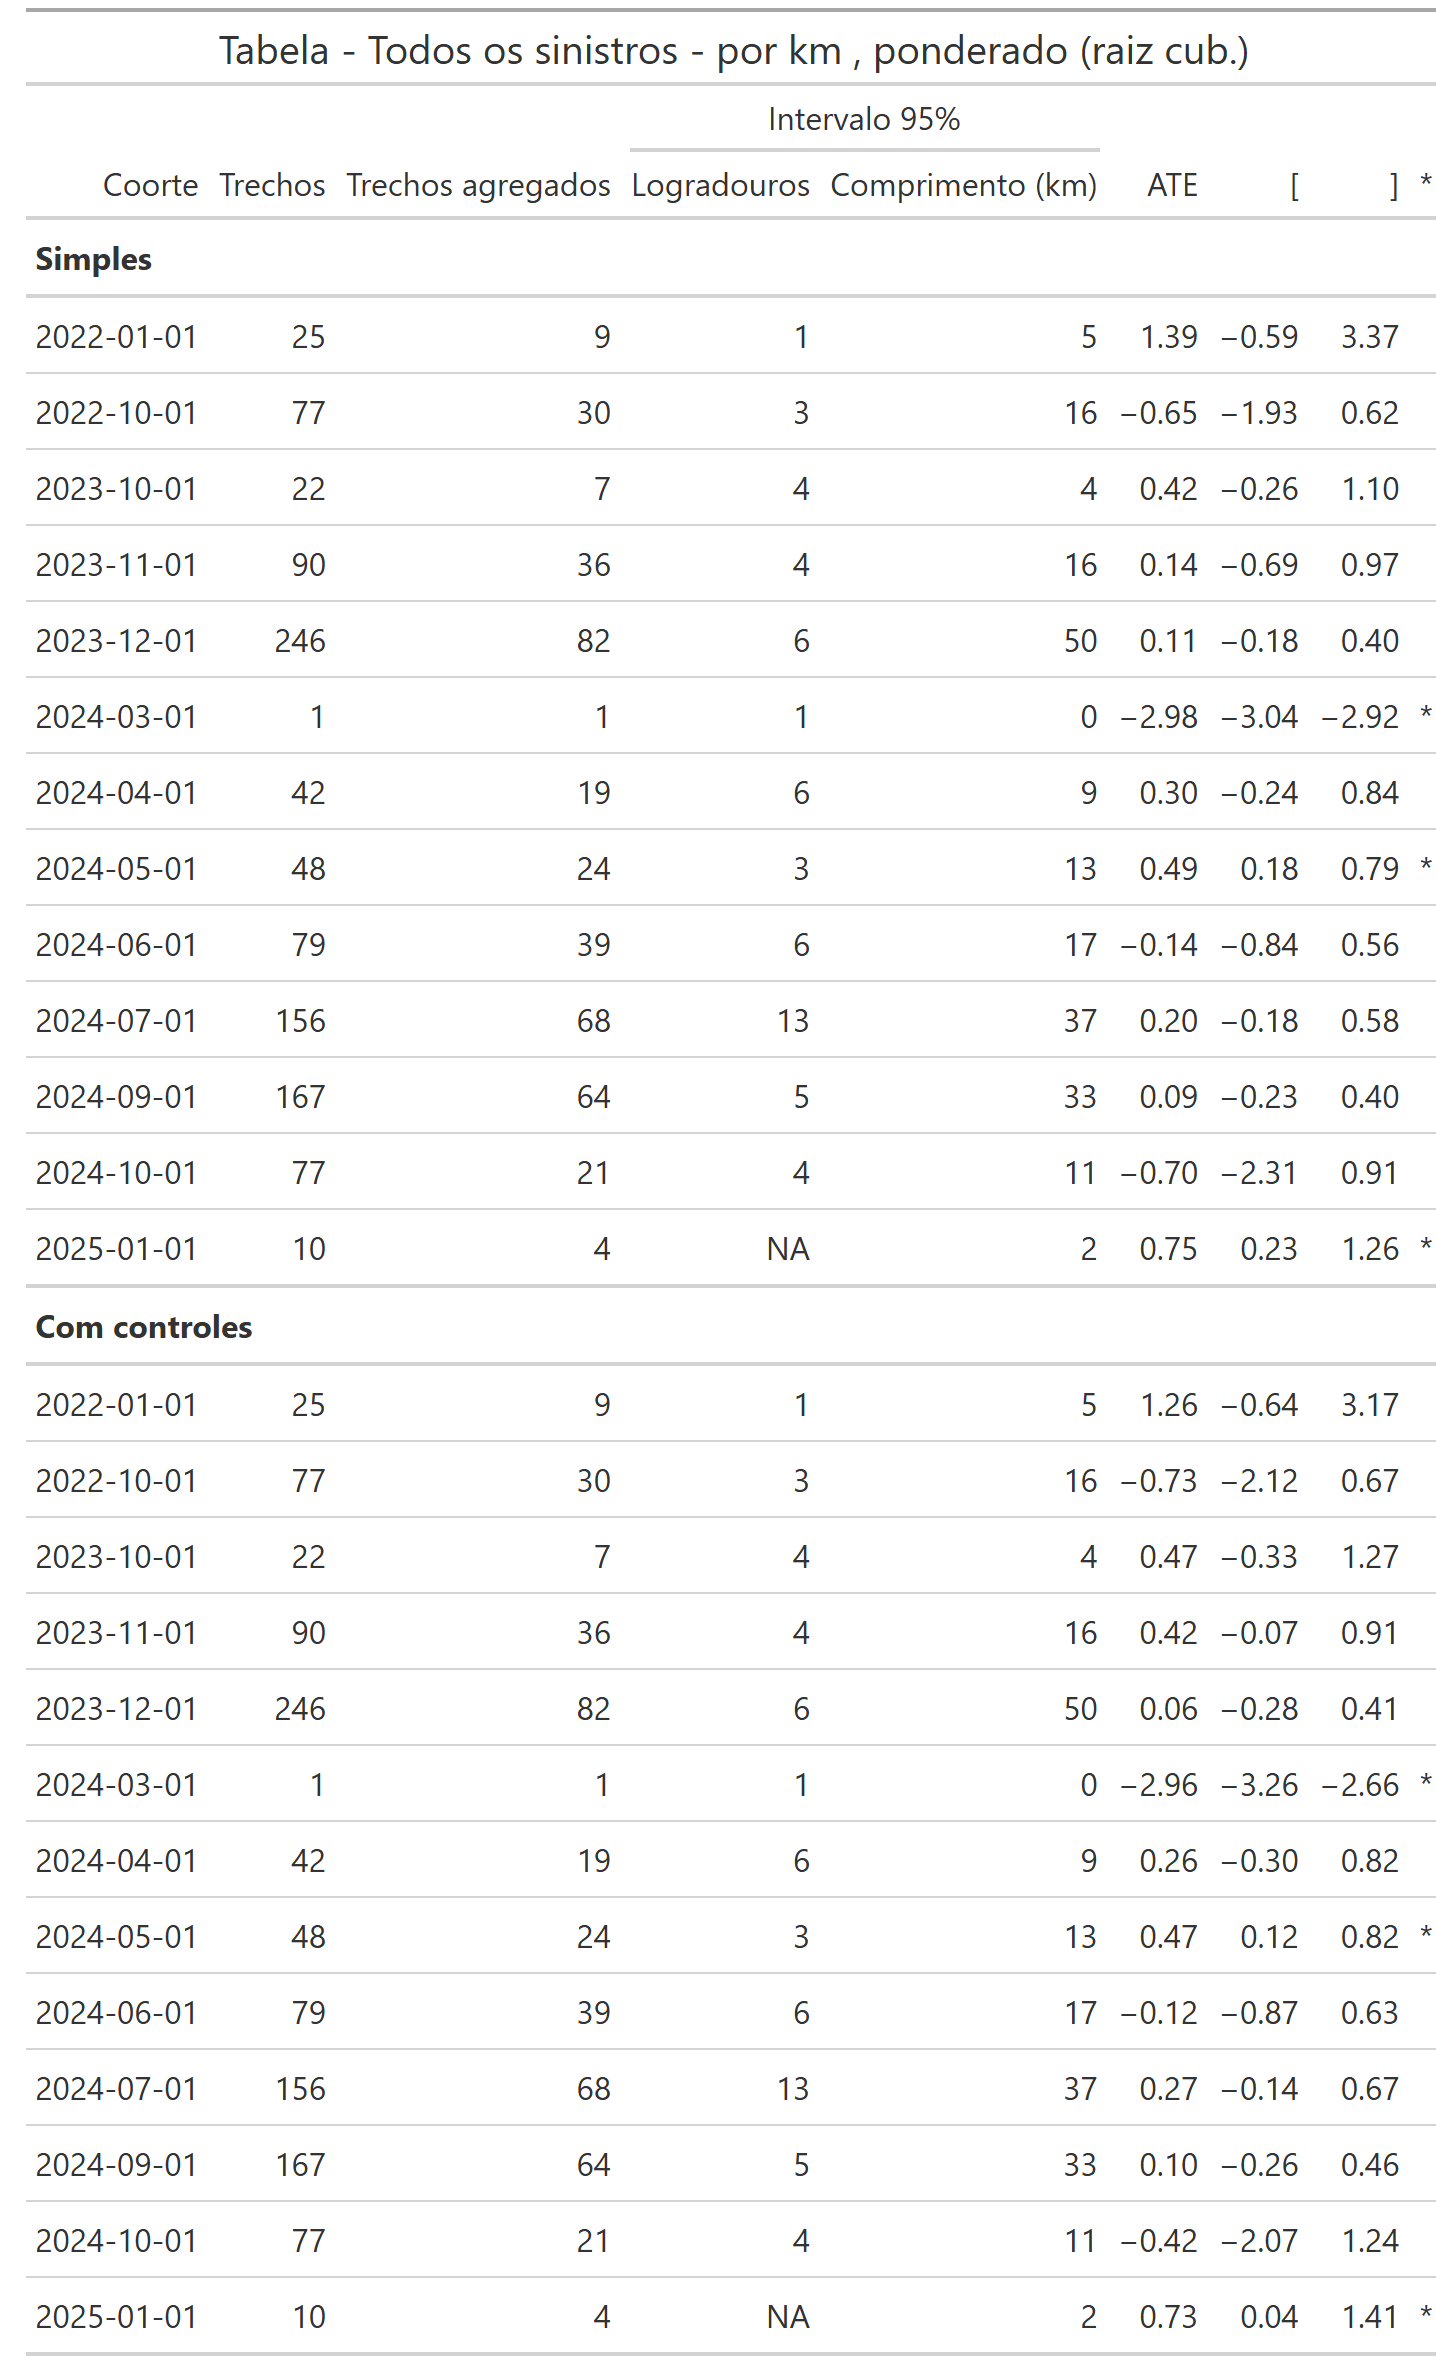 Tabela - Todos os sinistros - por km , ponderado (raiz cub.)
Intervalo 95%
Coorte Trechos Trechos agregados Logradouros Comprimento (km) ATE [ ] *
Simples
2022-01-01 25 9 1 5 1.39 −0.59 3.37
2022-10-01 77 30 3 16 −0.65 −1.93 0.62
2023-10-01 22 7 4 4 0.42 −0.26 1.10
2023-11-01 90 36 4 16 0.14 −0.69 0.97
2023-12-01 246 82 6 50 0.11 −0.18 0.40
2024-03-01 1 1 1 0 −2.98 −3.04 −2.92 *
2024-04-01 42 19 6 9 0.30 −0.24 0.84
2024-05-01 48 24 3 13 0.49 0.18 0.79 *
2024-06-01 79 39 6 17 −0.14 −0.84 0.56
2024-07-01 156 68 13 37 0.20 −0.18 0.58
2024-09-01 167 64 5 33 0.09 −0.23 0.40
2024-10-01 77 21 4 11 −0.70 −2.31 0.91
2025-01-01 10 4 NA 2 0.75 0.23 1.26 *
Com controles
2022-01-01 25 9 1 5 1.26 −0.64 3.17
2022-10-01 77 30 3 16 −0.73 −2.12 0.67
2023-10-01 22 7 4 4 0.47 −0.33 1.27
2023-11-01 90 36 4 16 0.42 −0.07 0.91
2023-12-01 246 82 6 50 0.06 −0.28 0.41
2024-03-01 1 1 1 0 −2.96 −3.26 −2.66 *
2024-04-01 42 19 6 9 0.26 −0.30 0.82
2024-05-01 48 24 3 13 0.47 0.12 0.82 *
2024-06-01 79 39 6 17 −0.12 −0.87 0.63
2024-07-01 156 68 13 37 0.27 −0.14 0.67
2024-09-01 167 64 5 33 0.10 −0.26 0.46
2024-10-01 77 21 4 11 −0.42 −2.07 1.24
2025-01-01 10 4 NA 2 0.73 0.04 1.41 *